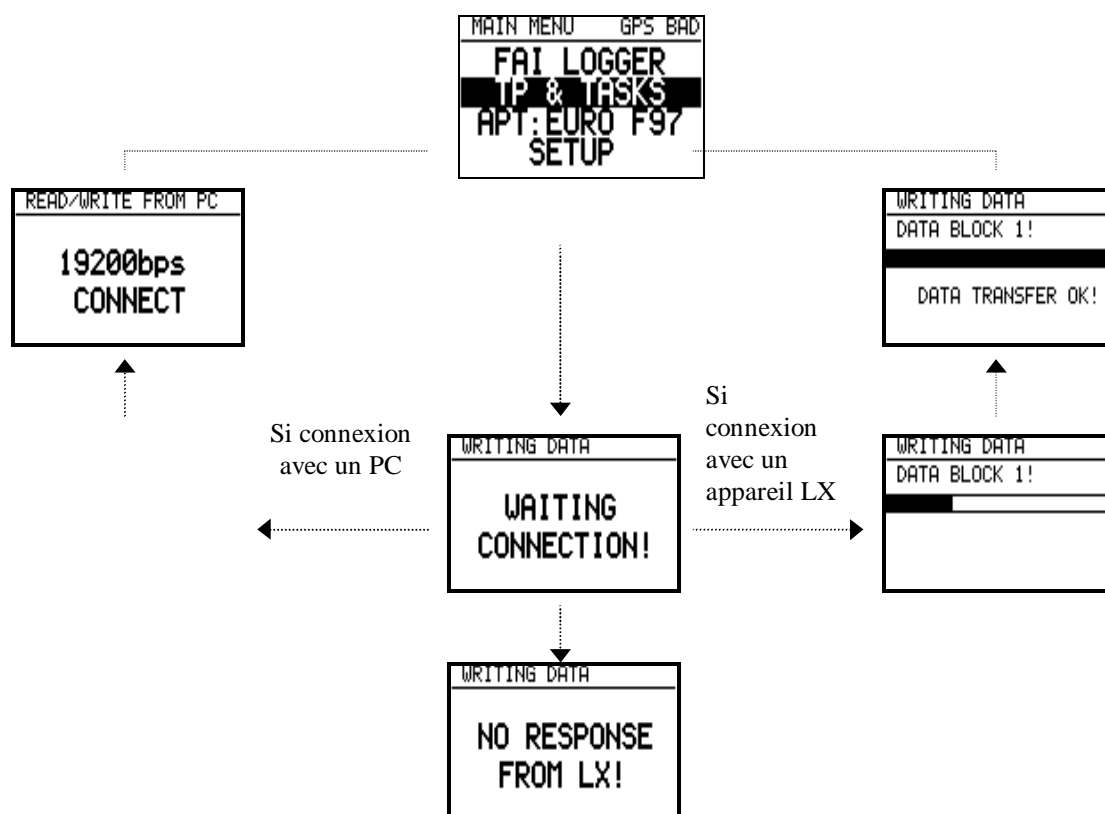 MAIN MENU GPS BAD
FAI LOGGER
TP & TASKS
APT:EURO F97
SETUP
READ/WRITE FROM PC
19200bps
CONNECT
WRITING DATA
DATA BLOCK 1!
DATA TRANSFER OK!
Si connexion
avec un PC
WRITING DATA
WAITING
CONNECTION!
Si
connexion
avec un
appareil LX
WRITING DATA
DATA BLOCK 1!
WRITING DATA
NO RESPONSE
FROM LX!